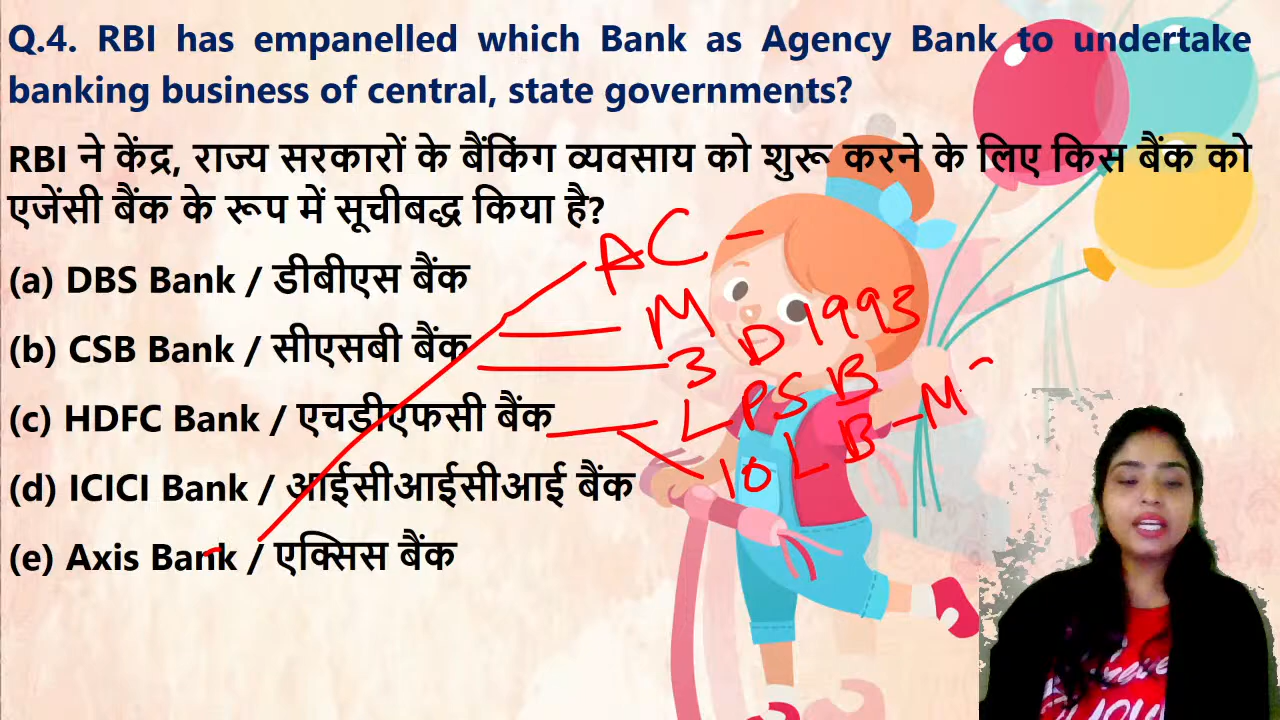 Q.4. RBI has empanelled which Bank as Agency Bank to undertake
banking business of central, state governments?
RBI ने केंद्र, राज्य सरकारों के बैंकिंग व्यवसाय को शुरू करने के लिए किस बैंक को
एजेंसी बैंक के रूप में सूचीबद्ध किया है?
AC -
(a) DBS Bank / डीबीएस बैंक
M
D 1993
(b) CSB Bank / सीएसबी बैंक
3
L PSB
(c) HDFC Bank / एचडीएफसी बैंक
10 LB-M
(d) ICICI Bank / आईसीआईसीआई बैंक
(e) Axis Bank / एक्सिस बैंक